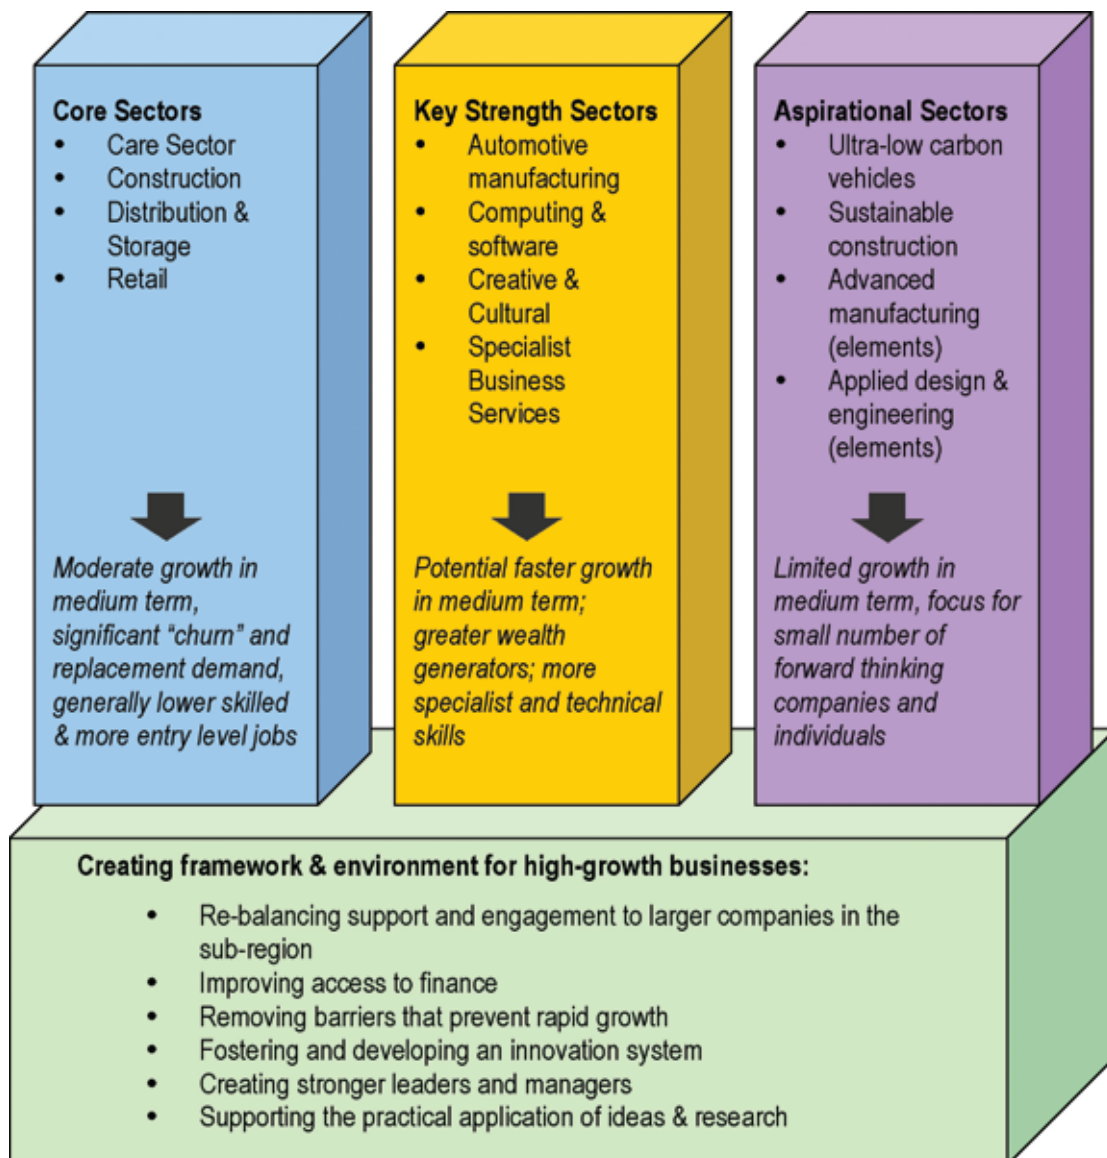 Core Sectors
• Care Sector
• Construction
• Distribution &
Storage
• Retail
Moderate growth in
medium term,
significant “churn” and
replacement demand,
generally lower skilled
& more entry level jobs
Key Strength Sectors
• Automotive
manufacturing
• Computing &
software
• Creative &
Cultural
• Specialist
Business
Services
Potential faster growth
in medium term;
greater wealth
generators; more
specialist and technical
skills
Aspirational Sectors
• Ultra-low carbon
vehicles
• Sustainable
construction
• Advanced
manufacturing
(elements)
• Applied design &
engineering
(elements)
Limited growth in
medium term, focus for
small number of
forward thinking
companies and
individuals
Creating framework & environment for high-growth businesses:
• Re-balancing support and engagement to larger companies in the
sub-region
• Improving access to finance
• Removing barriers that prevent rapid growth
• Fostering and developing an innovation system
• Creating stronger leaders and managers
• Supporting the practical application of ideas & research